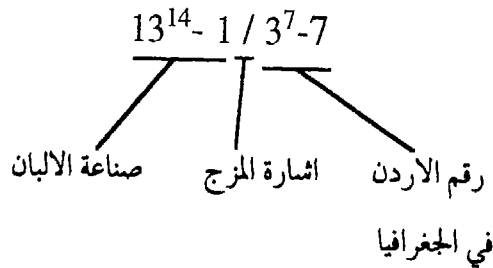 13¹⁴- 1 / 3⁷-7
صناعة الالبان
اشارة المزج
رقم الاردن
في الجغرافيا